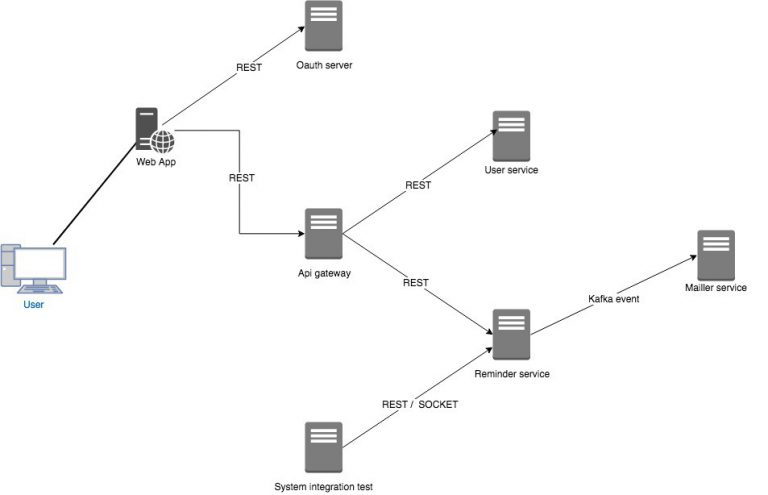 Oauth server
REST
Web App
REST
User service
REST
User
Api gateway
REST
Mailler service
Kafka event
Reminder service
REST / SOCKET
System integration test